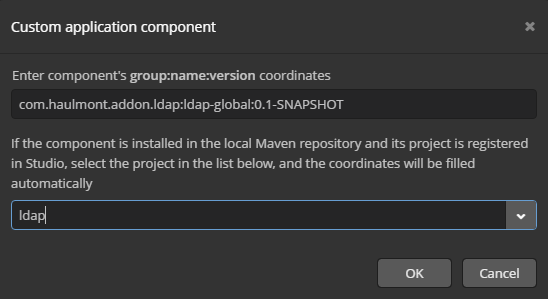 Custom application component
Enter component's group:name:version coordinates
com.haulmont.addon.ldap:ldap-global:0.1-SNAPSHOT
If the component is installed in the local Maven repository and its project is registered
in Studio, select the project in the list below, and the coordinates will be filled
automatically
ldap
OK
Cancel